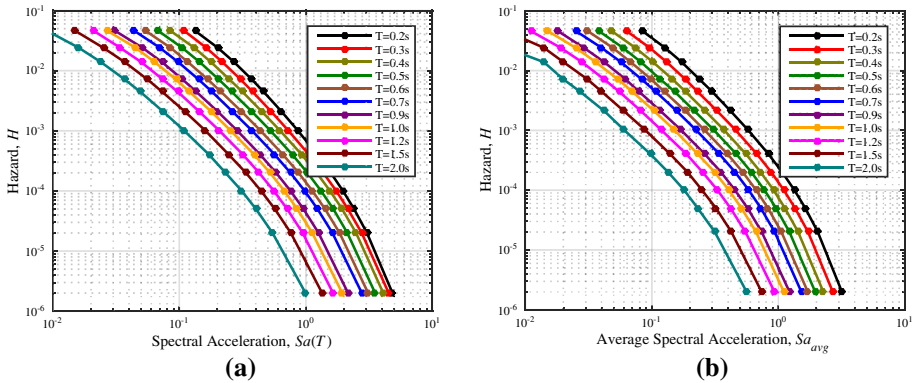 10^-1
10^-2
10^-3
10^-4
10^-5
10^-6
Hazard, H
T=0.2s
T=0.3s
T=0.4s
T=0.5s
T=0.6s
T=0.7s
T=0.9s
T=1.0s
T=1.2s
T=1.5s
T=2.0s
10^-2
10^-1
10^0
10^1
Spectral Acceleration, Sa(T)
(a)
10^-1
10^-2
10^-3
10^-4
10^-5
10^-6
Hazard, H
T=0.2s
T=0.3s
T=0.4s
T=0.5s
T=0.6s
T=0.7s
T=0.9s
T=1.0s
T=1.2s
T=1.5s
T=2.0s
10^-2
10^-1
10^0
10^1
Average Spectral Acceleration, Sa_avg
(b)